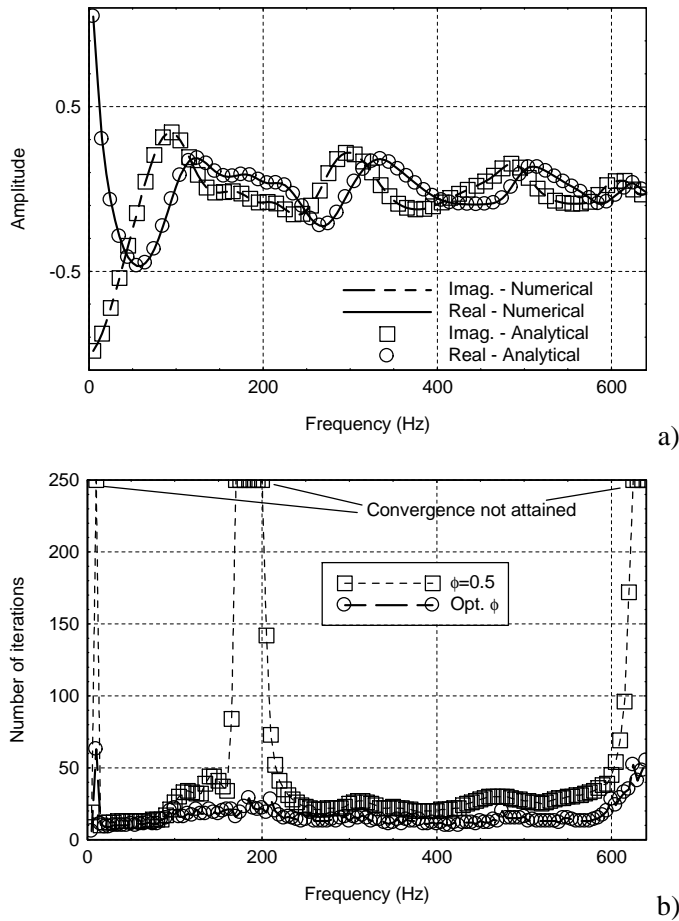 0.5
Amplitude
-0.5
Imag. - Numerical
Real - Numerical
Imag. - Analytical
Real - Analytical
0 200 400 600
Frequency (Hz)
a)
250
Convergence not attained
200
ϕ=0.5
Opt. ϕ
150
Number of iterations
100
50
0
0 200 400 600
Frequency (Hz)
b)